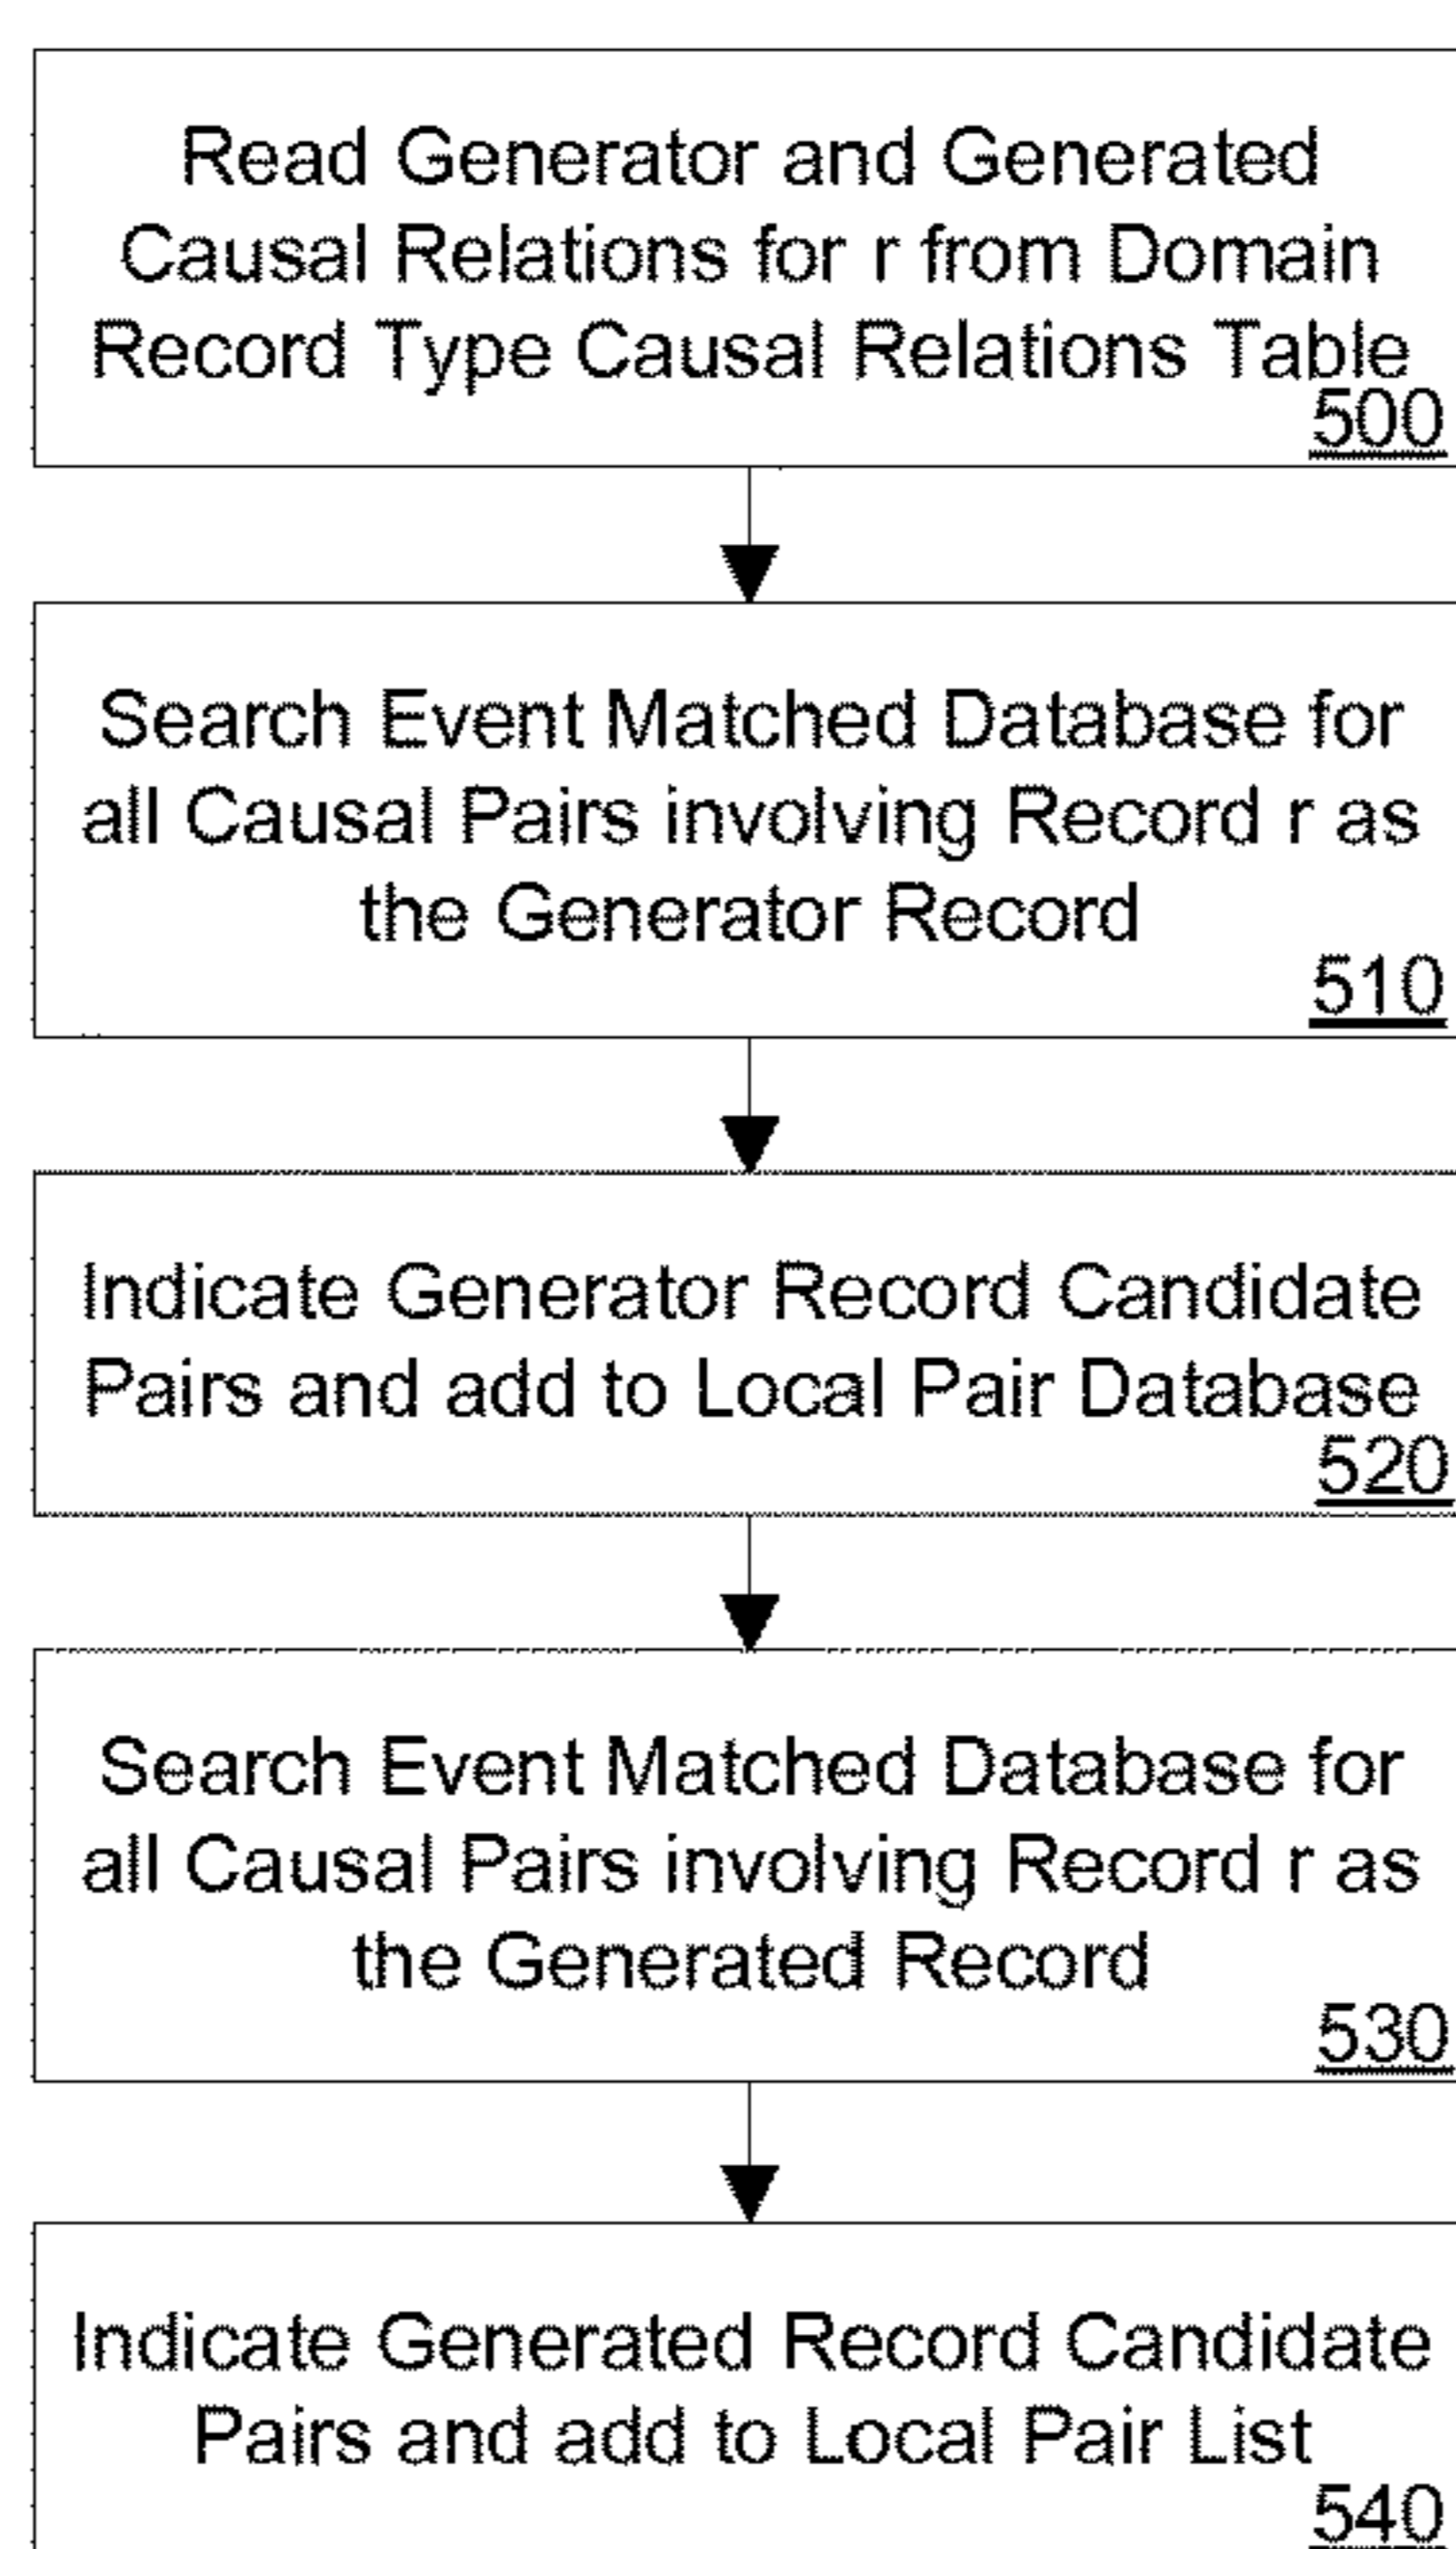 Read Generator and Generated
Causal Relations for r from Domain
Record Type Causal Relations Table
500
Search Event Matched Database for
all Causal Pairs involving Record r as
the Generator Record
510
Indicate Generator Record Candidate
Pairs and add to Local Pair Database
520
Search Event Matched Database for
all Causal Pairs involving Record r as
the Generated Record
530
Indicate Generated Record Candidate
Pairs and add to Local Pair List
540